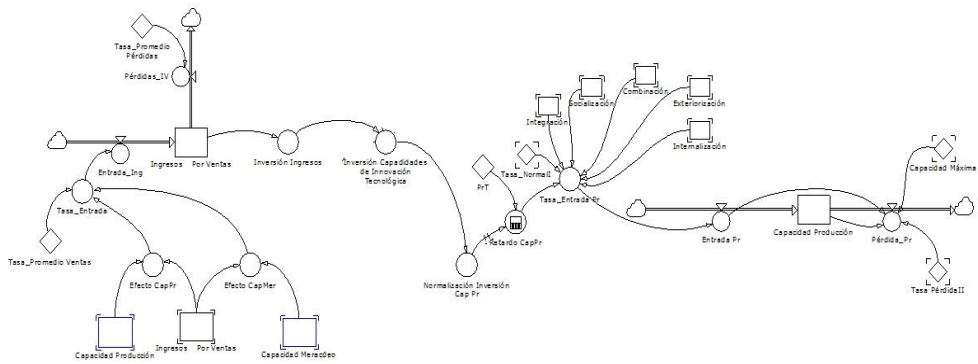 Tasa_Promedio
Pérdidas
Pérdidas_IV
Entrada_Ing
Ingresos Por Ventas
Inversión Ingresos
Inversión Capacidades
de Innovación
Tecnológica
Tasa_Entrada
Tasa_Promedio Ventas
Efecto CapPr
Efecto CapMer
Capacidad Producción
Ingresos Por Ventas
Capacidad Meracdeo
Normalización Inversión
Cap Pr
Retardo CapPr
PrT
Tasa_NormalI
Integración
Socialización
Combinación
Exteriorización
Internalización
Tasa_Entrada Pr
Entrada Pr
Capacidad Producción
Pérdida_Pr
Capacidad Máxima
Tasa PérdidaII